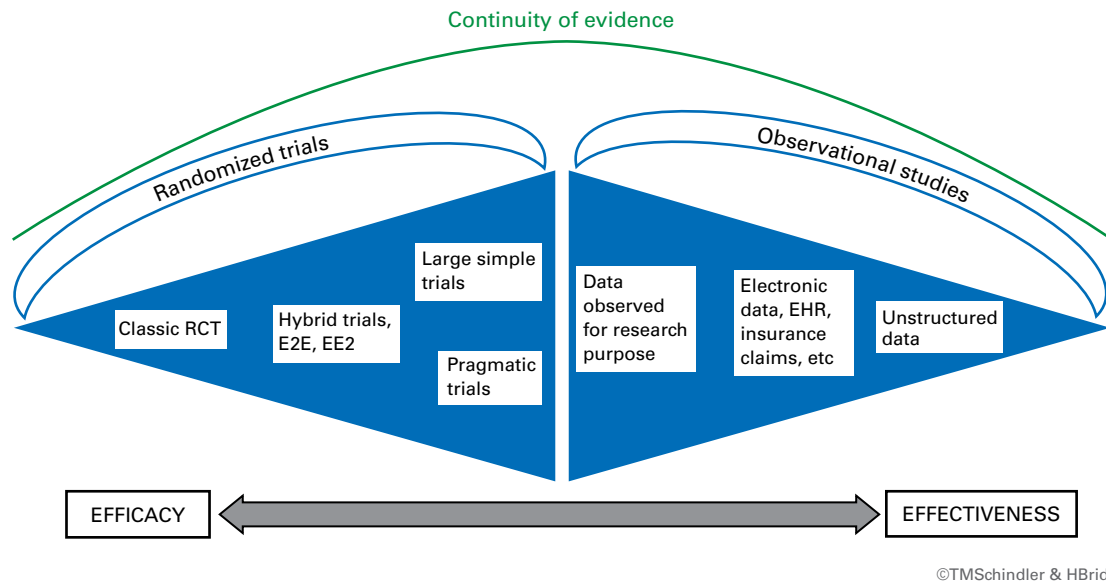 Continuity of evidence
Randomized trials
Observational studies
Large simple
trials
Classic RCT
Hybrid trials,
E2E, EE2
Pragmatic
trials
Data
observed
for research
purpose
Electronic
data, EHR,
insurance
claims, etc
Unstructured
data
EFFICACY
EFFECTIVENESS
©TMSchindler & HBrid